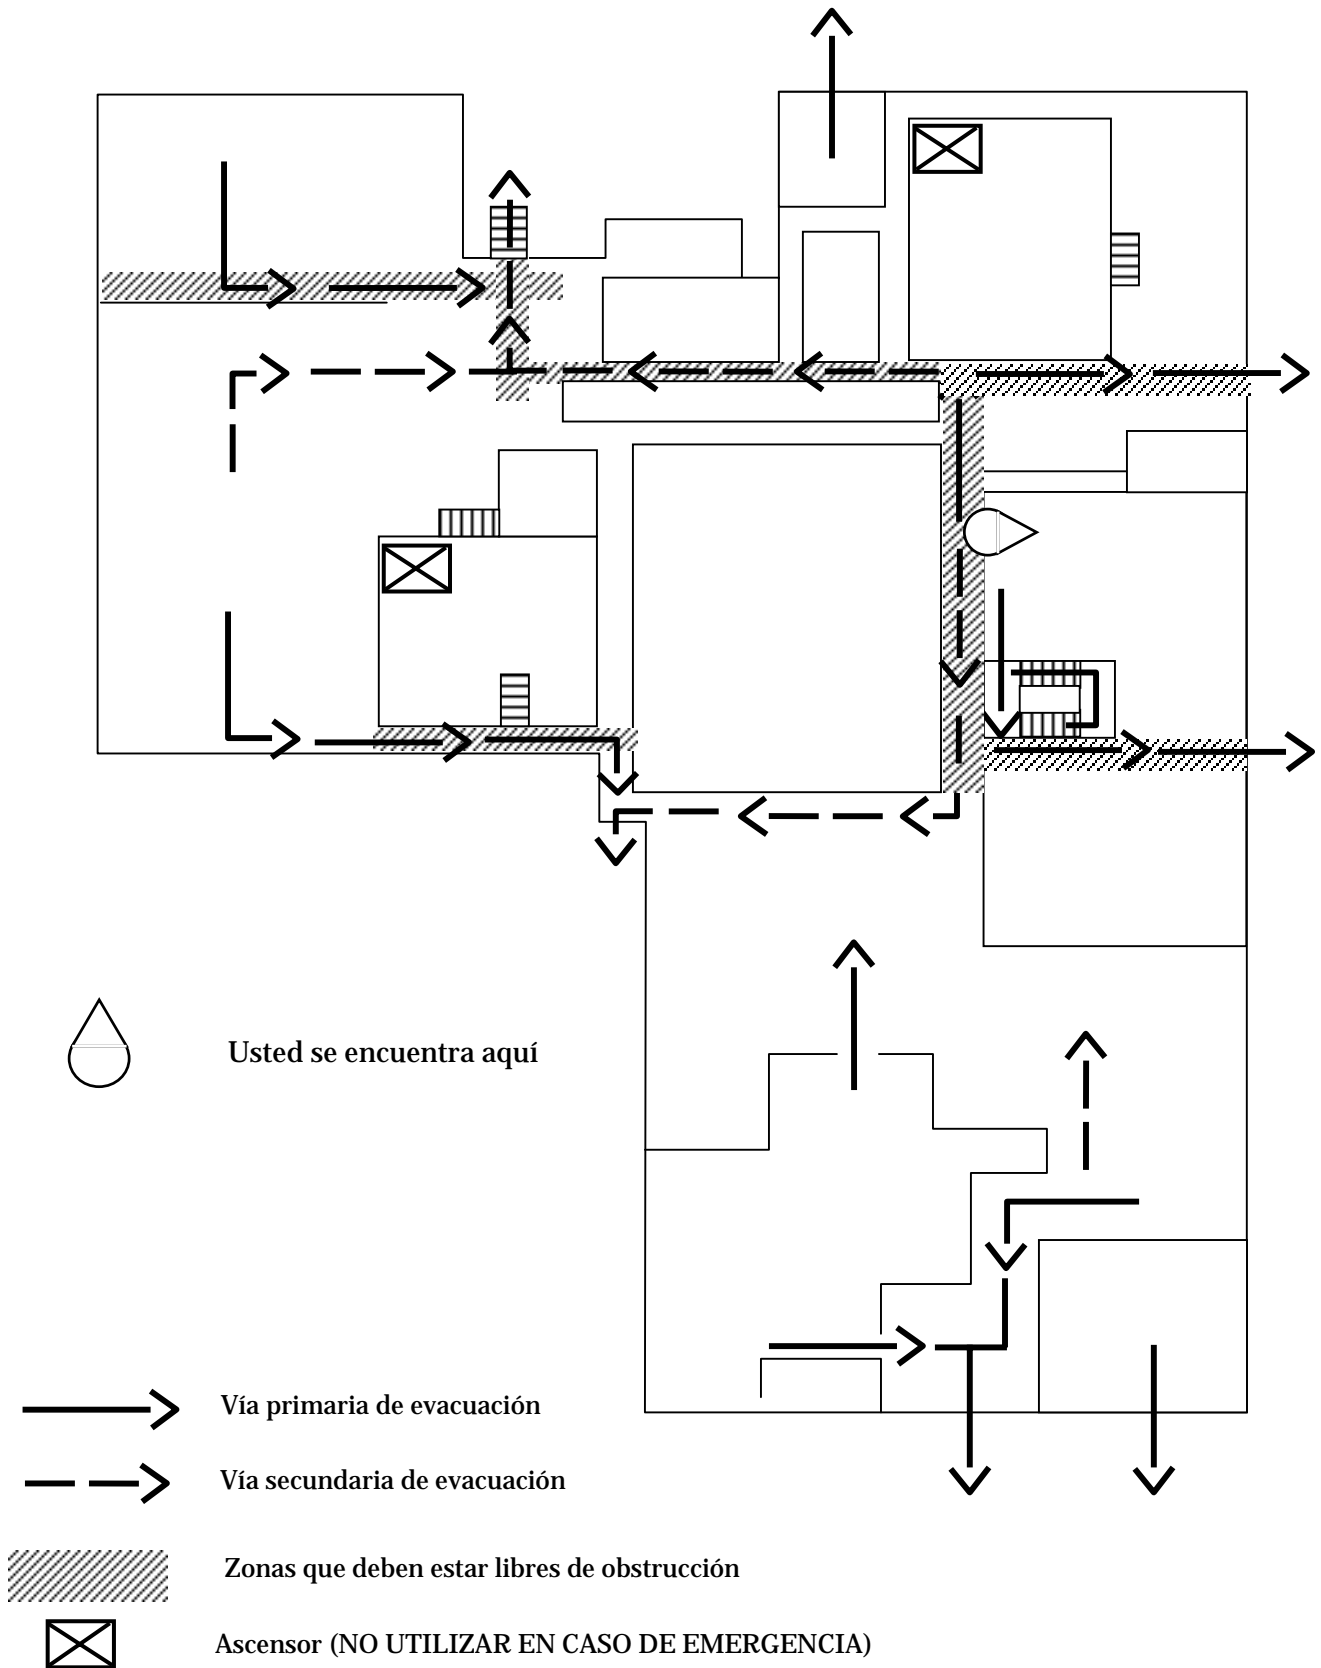 Usted se encuentra aquí
Vía primaria de evacuación
Vía secundaria de evacuación
Zonas que deben estar libres de obstrucción
Ascensor (NO UTILIZAR EN CASO DE EMERGENCIA)